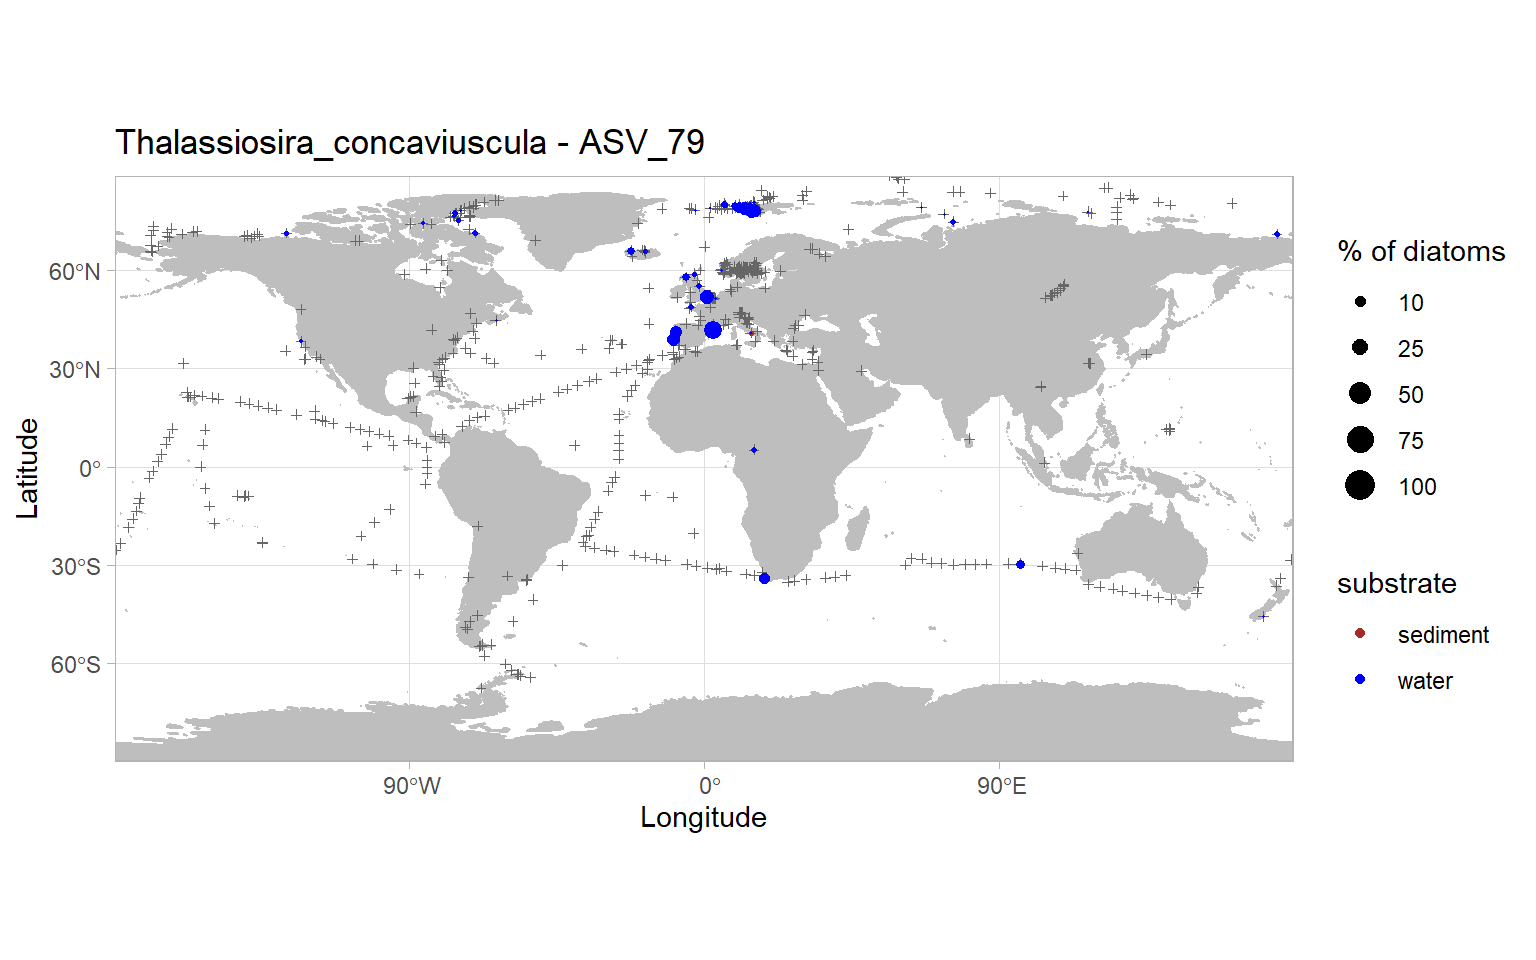 Thalassiosira_concaviuscula - ASV_79
60°N
30°N
0°
30°S
60°S
Latitude
90°W
0°
90°E
Longitude
% of diatoms
10
25
50
75
100
substrate
sediment
water